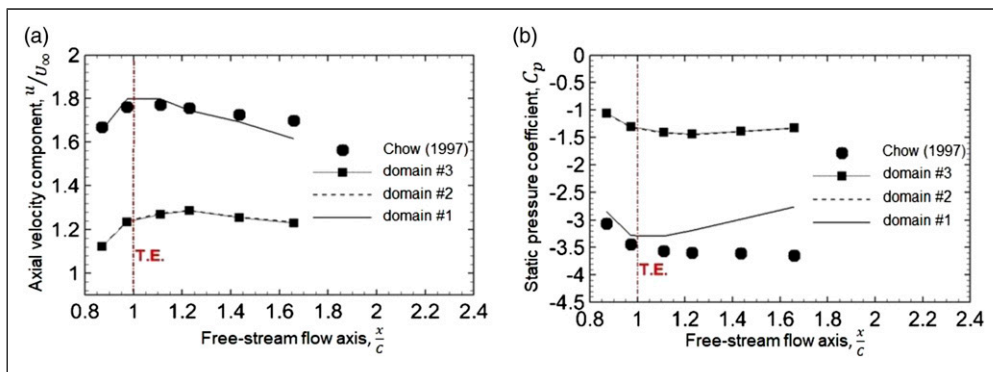 (a)
Axial velocity component, u/υ∞
2
1.8
1.6
1.4
1.2
1
T.E.
Chow (1997)
domain #3
domain #2
domain #1
0.8 1 1.2 1.4 1.6 1.8 2 2.2 2.4
Free-stream flow axis, x/c
(b)
Static pressure coefficient, Cp
0
-0.5
-1
-1.5
-2
-2.5
-3
-3.5
-4
-4.5
T.E.
Chow (1997)
domain #3
domain #2
domain #1
0.8 1 1.2 1.4 1.6 1.8 2 2.2 2.4
Free-stream flow axis, x/c